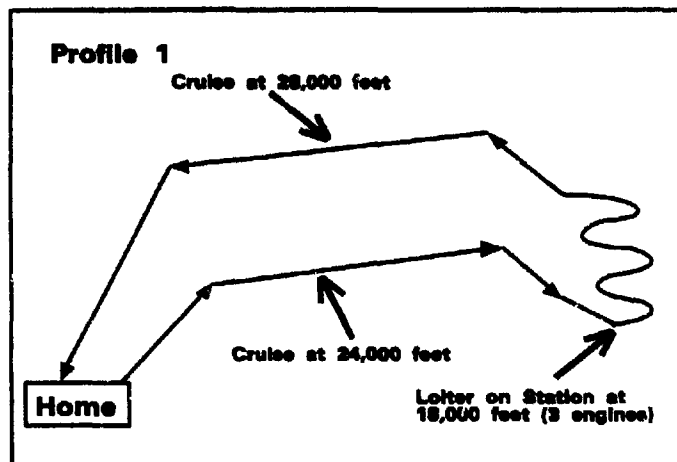 Profile 1
Cruise at 28,000 feet
Cruise at 24,000 feet
Home
Loiter on Station at
18,000 feet (3 engines)